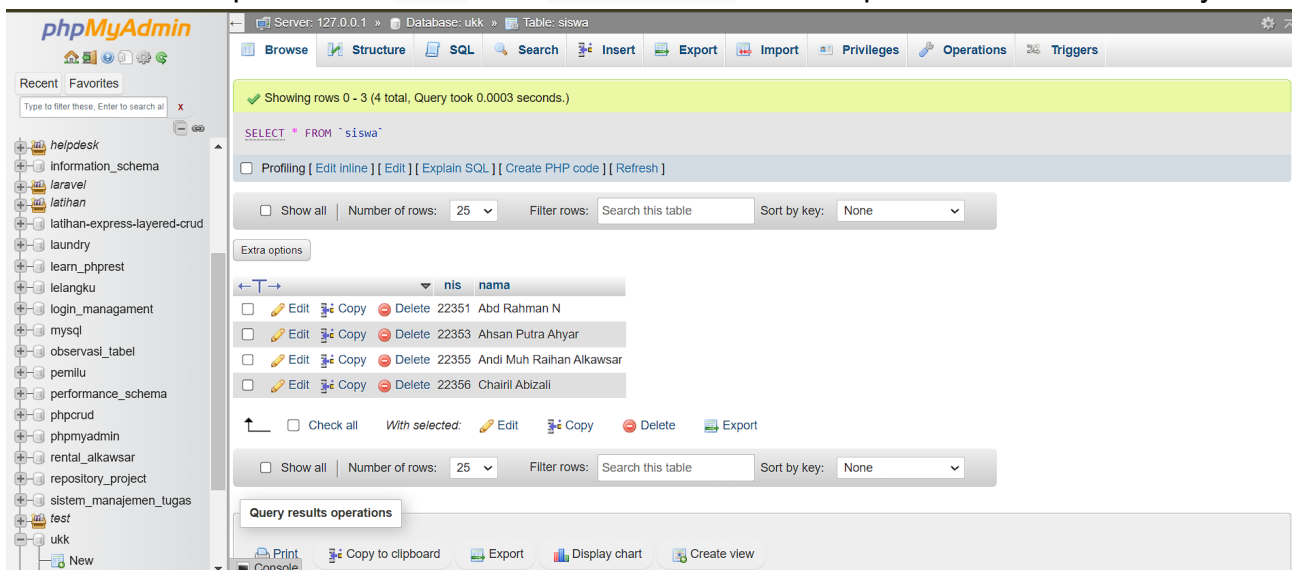 phpMyAdmin
Recent Favorites
Type to filter these, Enter to search al X
helpdesk
information_schema
laravel
latihan
latihan-express-layered-crud
laundry
learn_phprest
lelangku
login_managament
mysql
observasi_tabel
pemilu
performance_schema
phpcrud
phpmyadmin
rental_alkawsar
repository_project
sistem_manajemen_tugas
test
ukk
New
Server: 127.0.0.1 » Database: ukk » Table: siswa
Browse Structure SQL Search Insert Export Import Privileges Operations Triggers
Showing rows 0 - 3 (4 total, Query took 0.0003 seconds.)
SELECT * FROM `siswa`
Profiling [ Edit inline ] [ Edit ] [ Explain SQL ] [ Create PHP code ] [ Refresh ]
Show all Number of rows: 25 Filter rows: Search this table Sort by key: None
Extra options
nis nama
Edit Copy Delete 22351 Abd Rahman N
Edit Copy Delete 22353 Ahsan Putra Ahyar
Edit Copy Delete 22355 Andi Muh Raihan Alkawsar
Edit Copy Delete 22356 Chairil Abizali
Check all With selected: Edit Copy Delete Export
Show all Number of rows: 25 Filter rows: Search this table Sort by key: None
Query results operations
Print Copy to clipboard Export Display chart Create view
Console